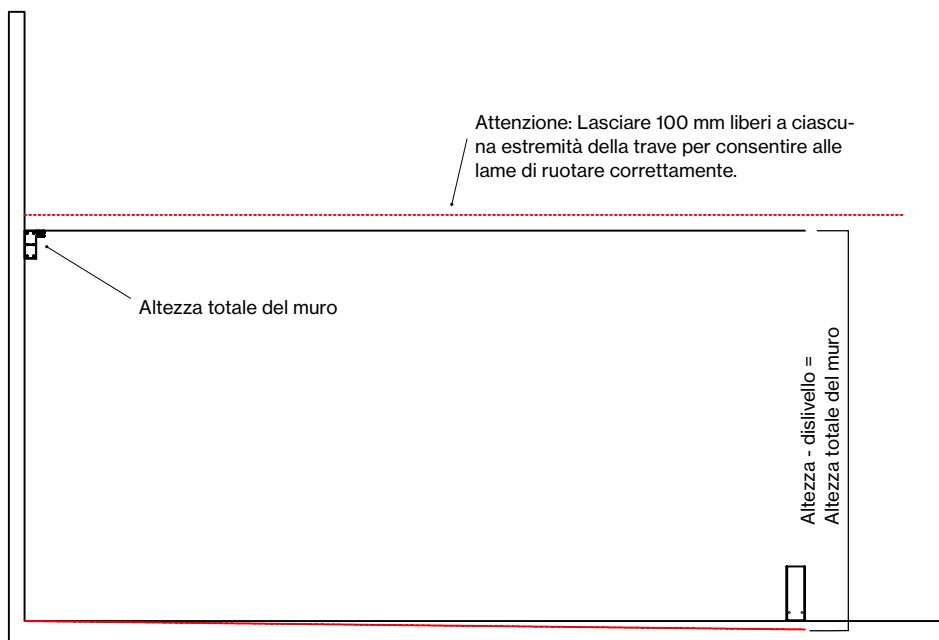 Attenzione: Lasciare 100 mm liberi a ciascu-
na estremità della trave per consentire alle
lame di ruotare correttamente.
Altezza totale del muro
Altezza - dislivello =
Altezza totale del muro